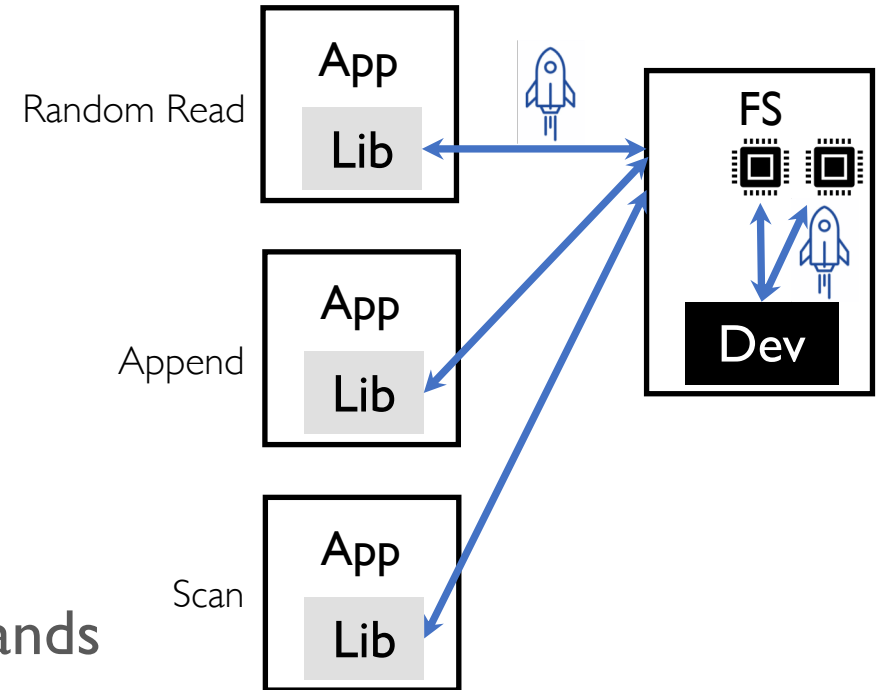 App
Random Read
Lib
FS
App
Append
Lib
Dev
App
Scan
Lib
ands